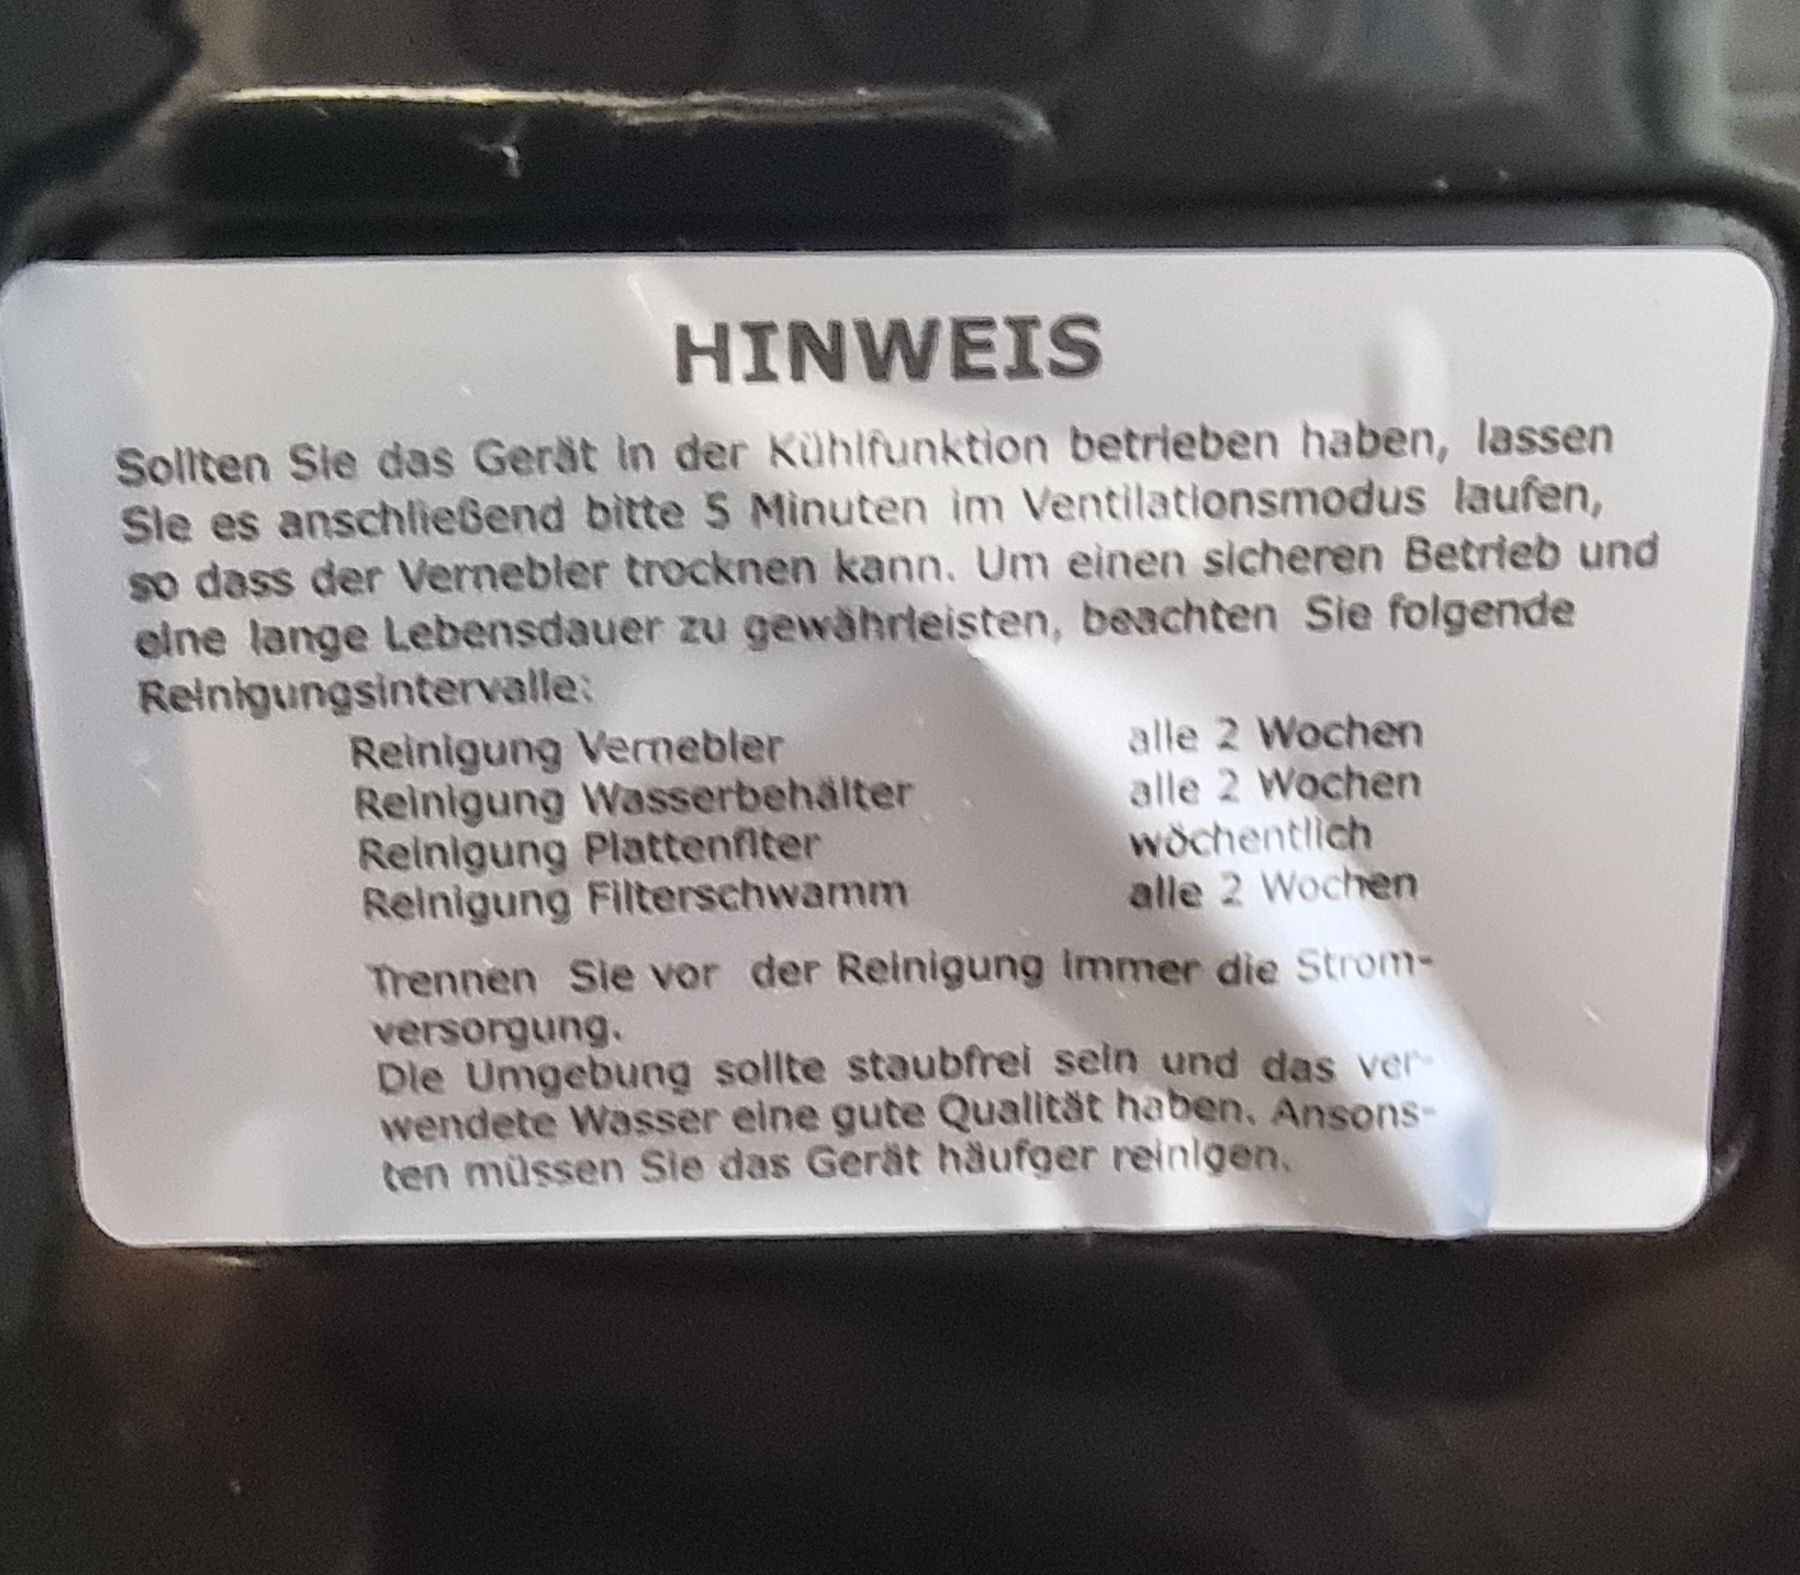 HINWEIS
Sollten Sie das Gerät in der Kühlfunktion betrieben haben, lassen
Sie es anschließend bitte 5 Minuten im Ventilationsmodus laufen,
so dass der Vernebler trocknen kann. Um einen sicheren Betrieb und
eine lange Lebensdauer zu gewährleisten, beachten Sie folgende
Reinigungsintervalle:
Reinigung Vernebler alle 2 Wochen
Reinigung Wasserbehälter alle 2 Wochen
Reinigung Plattenflter wöchentlich
Reinigung Filterschwamm alle 2 Wochen
Trennen Sie vor der Reinigung immer die Strom-
versorgung.
Die Umgebung sollte staubfrei sein und das ver-
wendete Wasser eine gute Qualität haben. Ansons-
ten müssen Sie das Gerät häufger reinigen.